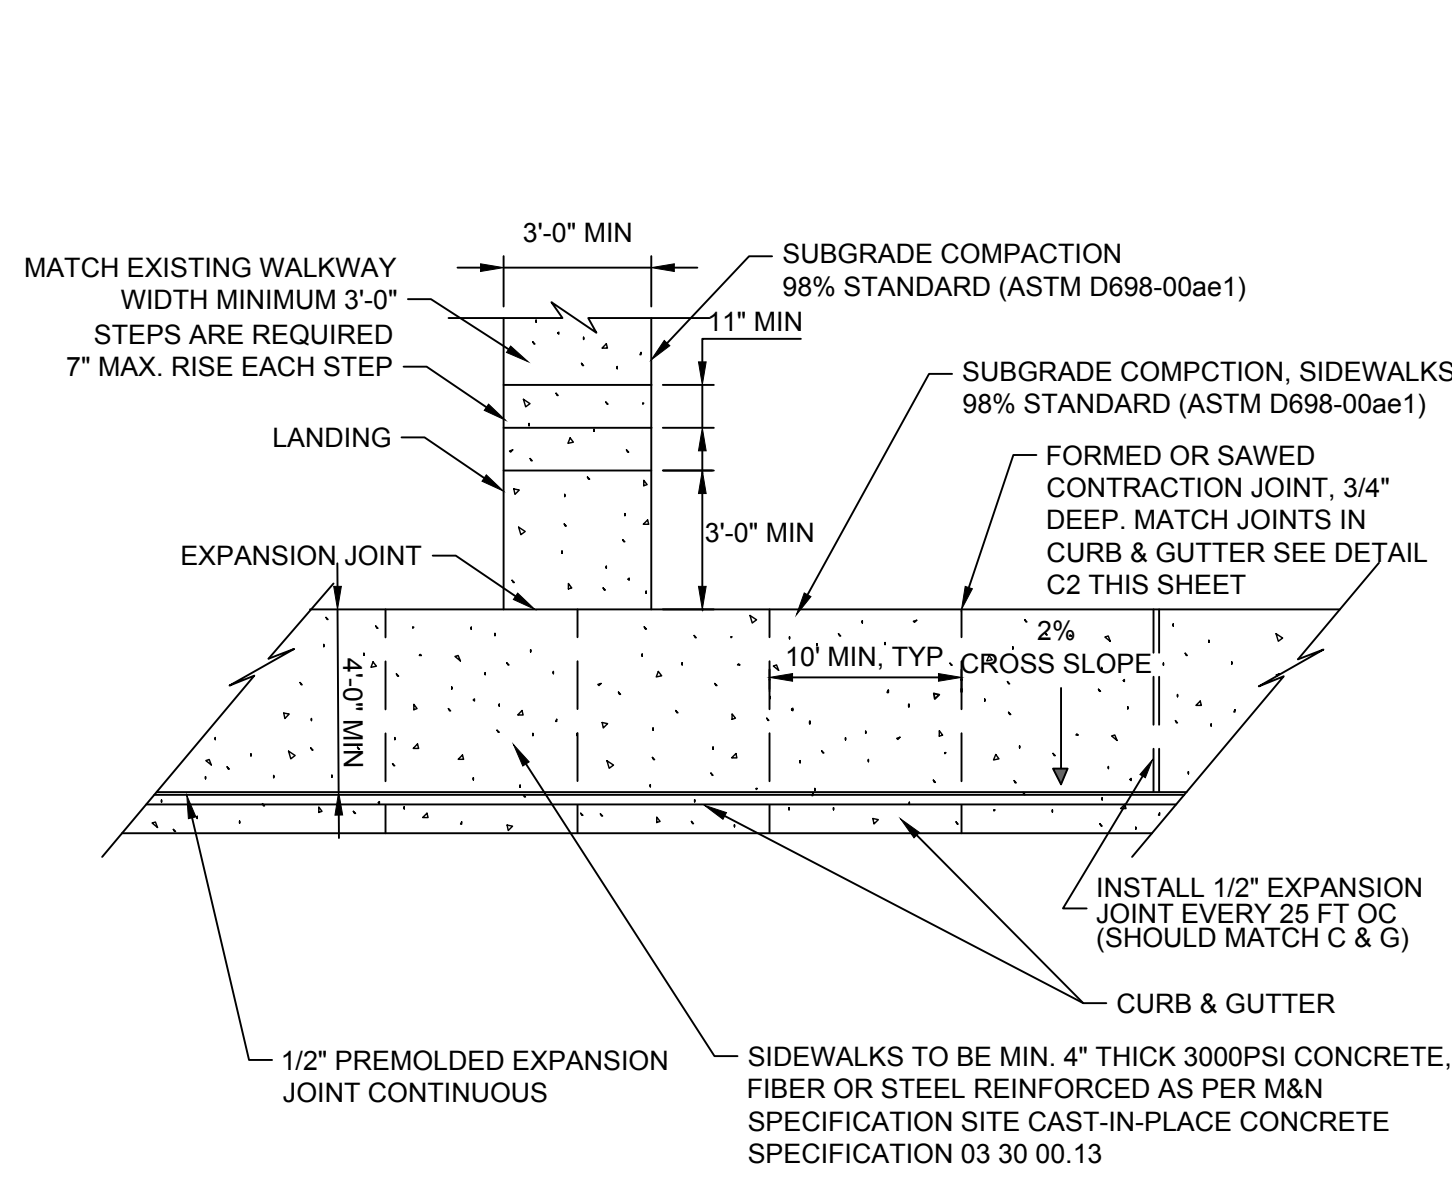 3'-0" MIN
MATCH EXISTING WALKWAY
WIDTH MINIMUM 3'-0"
STEPS ARE REQUIRED
7" MAX. RISE EACH STEP
LANDING
EXPANSION JOINT
SUBGRADE COMPACTION
98% STANDARD (ASTM D698-00ae1)
11" MIN
SUBGRADE COMPCTION, SIDEWALKS
98% STANDARD (ASTM D698-00ae1)
FORMED OR SAWED
CONTRACTION JOINT, 3/4"
DEEP. MATCH JOINTS IN
CURB & GUTTER SEE DETAIL
C2 THIS SHEET
3'-0" MIN
4'-0" MIN
10' MIN, TYP
2%
CROSS SLOPE
INSTALL 1/2" EXPANSION
JOINT EVERY 25 FT OC
(SHOULD MATCH C & G)
CURB & GUTTER
1/2" PREMOLDED EXPANSION
JOINT CONTINUOUS
SIDEWALKS TO BE MIN. 4" THICK 3000PSI CONCRETE,
FIBER OR STEEL REINFORCED AS PER M&N
SPECIFICATION SITE CAST-IN-PLACE CONCRETE
SPECIFICATION 03 30 00.13